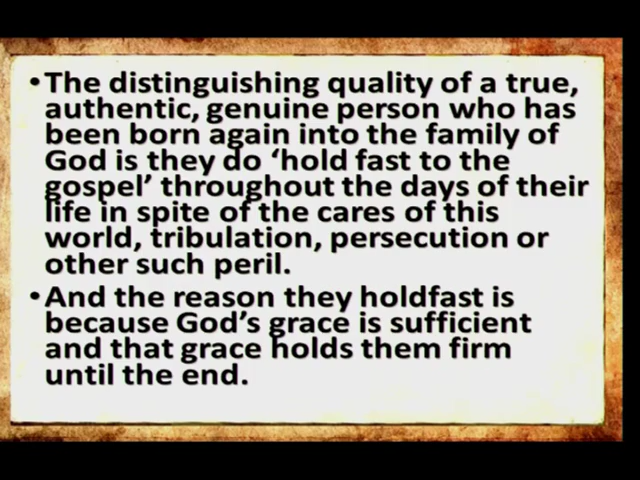 • The distinguishing quality of a true,
authentic, genuine person who has
been born again into the family of
God is they do ‘hold fast to the
gospel’ throughout the days of their
life in spite of the cares of this
world, tribulation, persecution or
other such peril.
• And the reason they holdfast is
because God’s grace is sufficient
and that grace holds them firm
until the end.